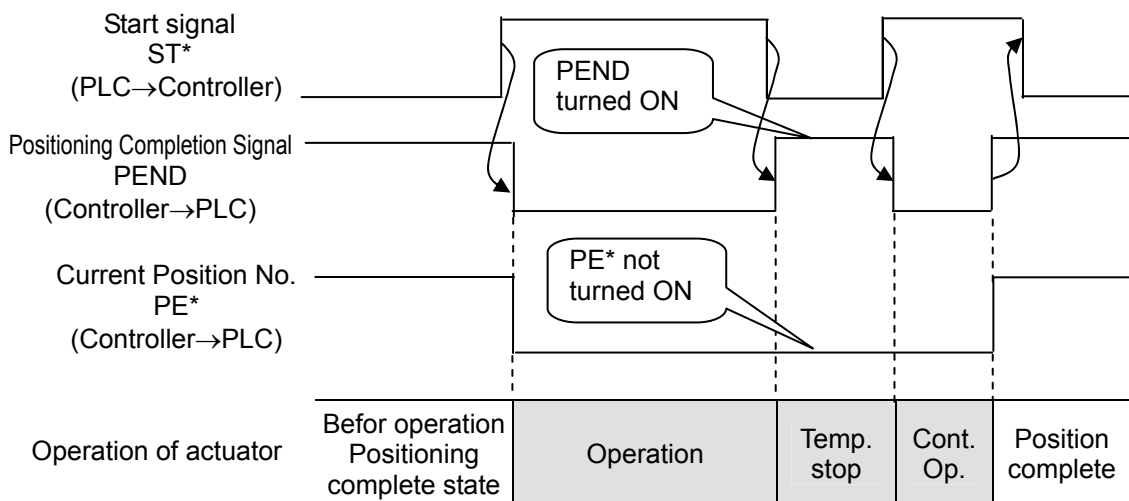 Start signal
ST*
(PLC→Controller)
PEND
turned ON
Positioning Completion Signal
PEND
(Controller→PLC)
Current Position No.
PE*
(Controller→PLC)
PE* not
turned ON
Operation of actuator
Befor operation
Positioning
complete state
Operation
Temp.
stop
Cont.
Op.
Position
complete